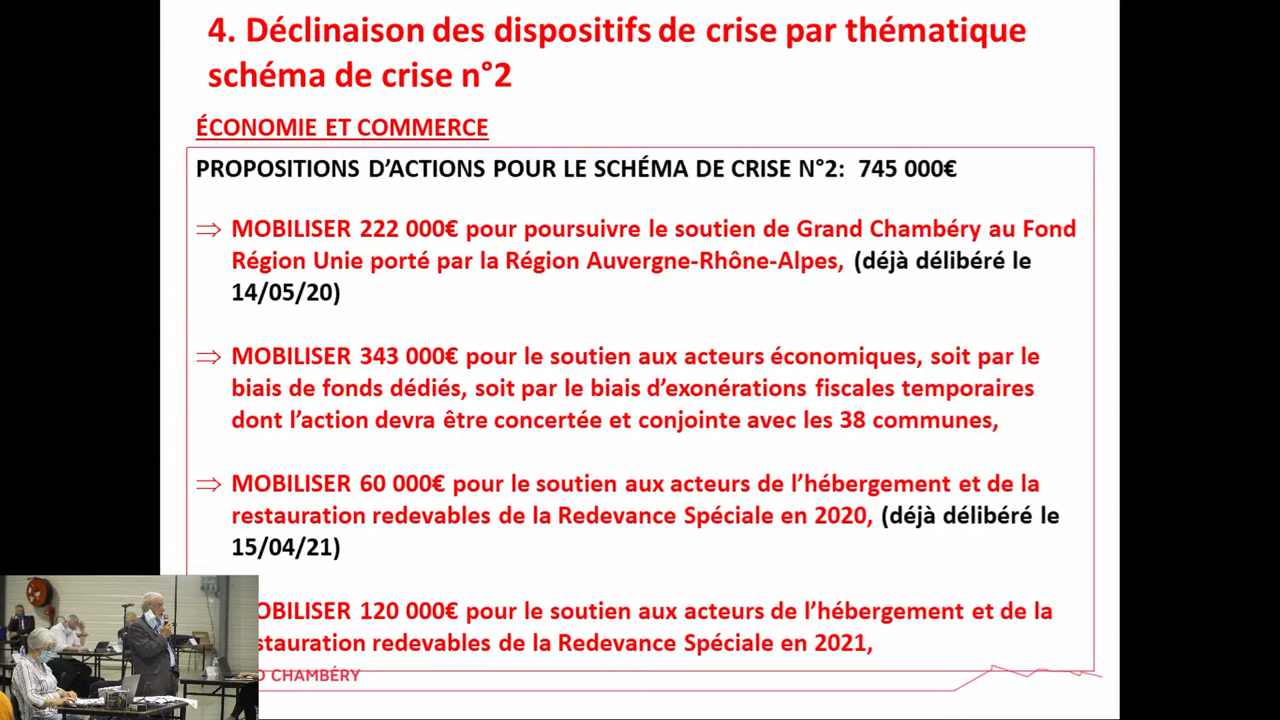 4. Déclinaison des dispositifs de crise par thématique
schéma de crise n°2
ÉCONOMIE ET COMMERCE
PROPOSITIONS D’ACTIONS POUR LE SCHÉMA DE CRISE N°2: 745 000€
⇒ MOBILISER 222 000€ pour poursuivre le soutien de Grand Chambéry au Fond
Région Unie porté par la Région Auvergne-Rhône-Alpes, (déjà délibéré le
14/05/20)
⇒ MOBILISER 343 000€ pour le soutien aux acteurs économiques, soit par le
biais de fonds dédiés, soit par le biais d’exonérations fiscales temporaires
dont l’action devra être concertée et conjointe avec les 38 communes,
⇒ MOBILISER 60 000€ pour le soutien aux acteurs de l’hébergement et de la
restauration redevables de la Redevance Spéciale en 2020, (déjà délibéré le
15/04/21)
OBILISER 120 000€ pour le soutien aux acteurs de l’hébergement et de la
stauration redevables de la Redevance Spéciale en 2021,
D CHAMBÉRY